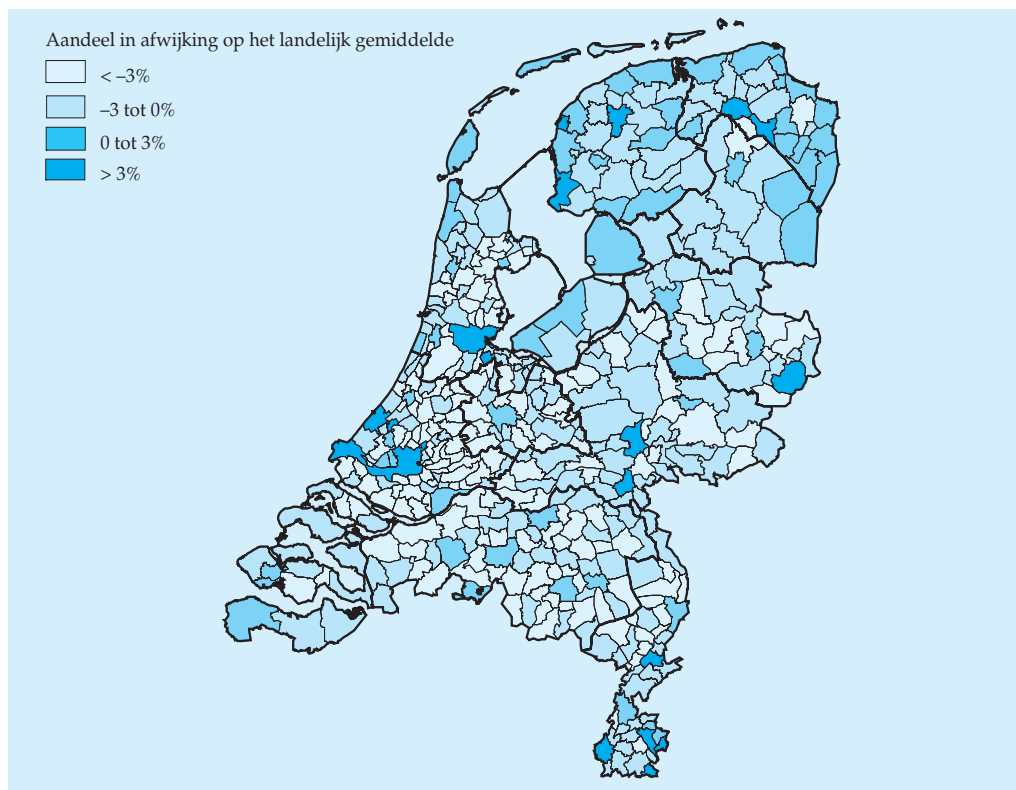 Aandeel in afwijking op het landelijk gemiddelde
< –3%
–3 tot 0%
0 tot 3%
> 3%